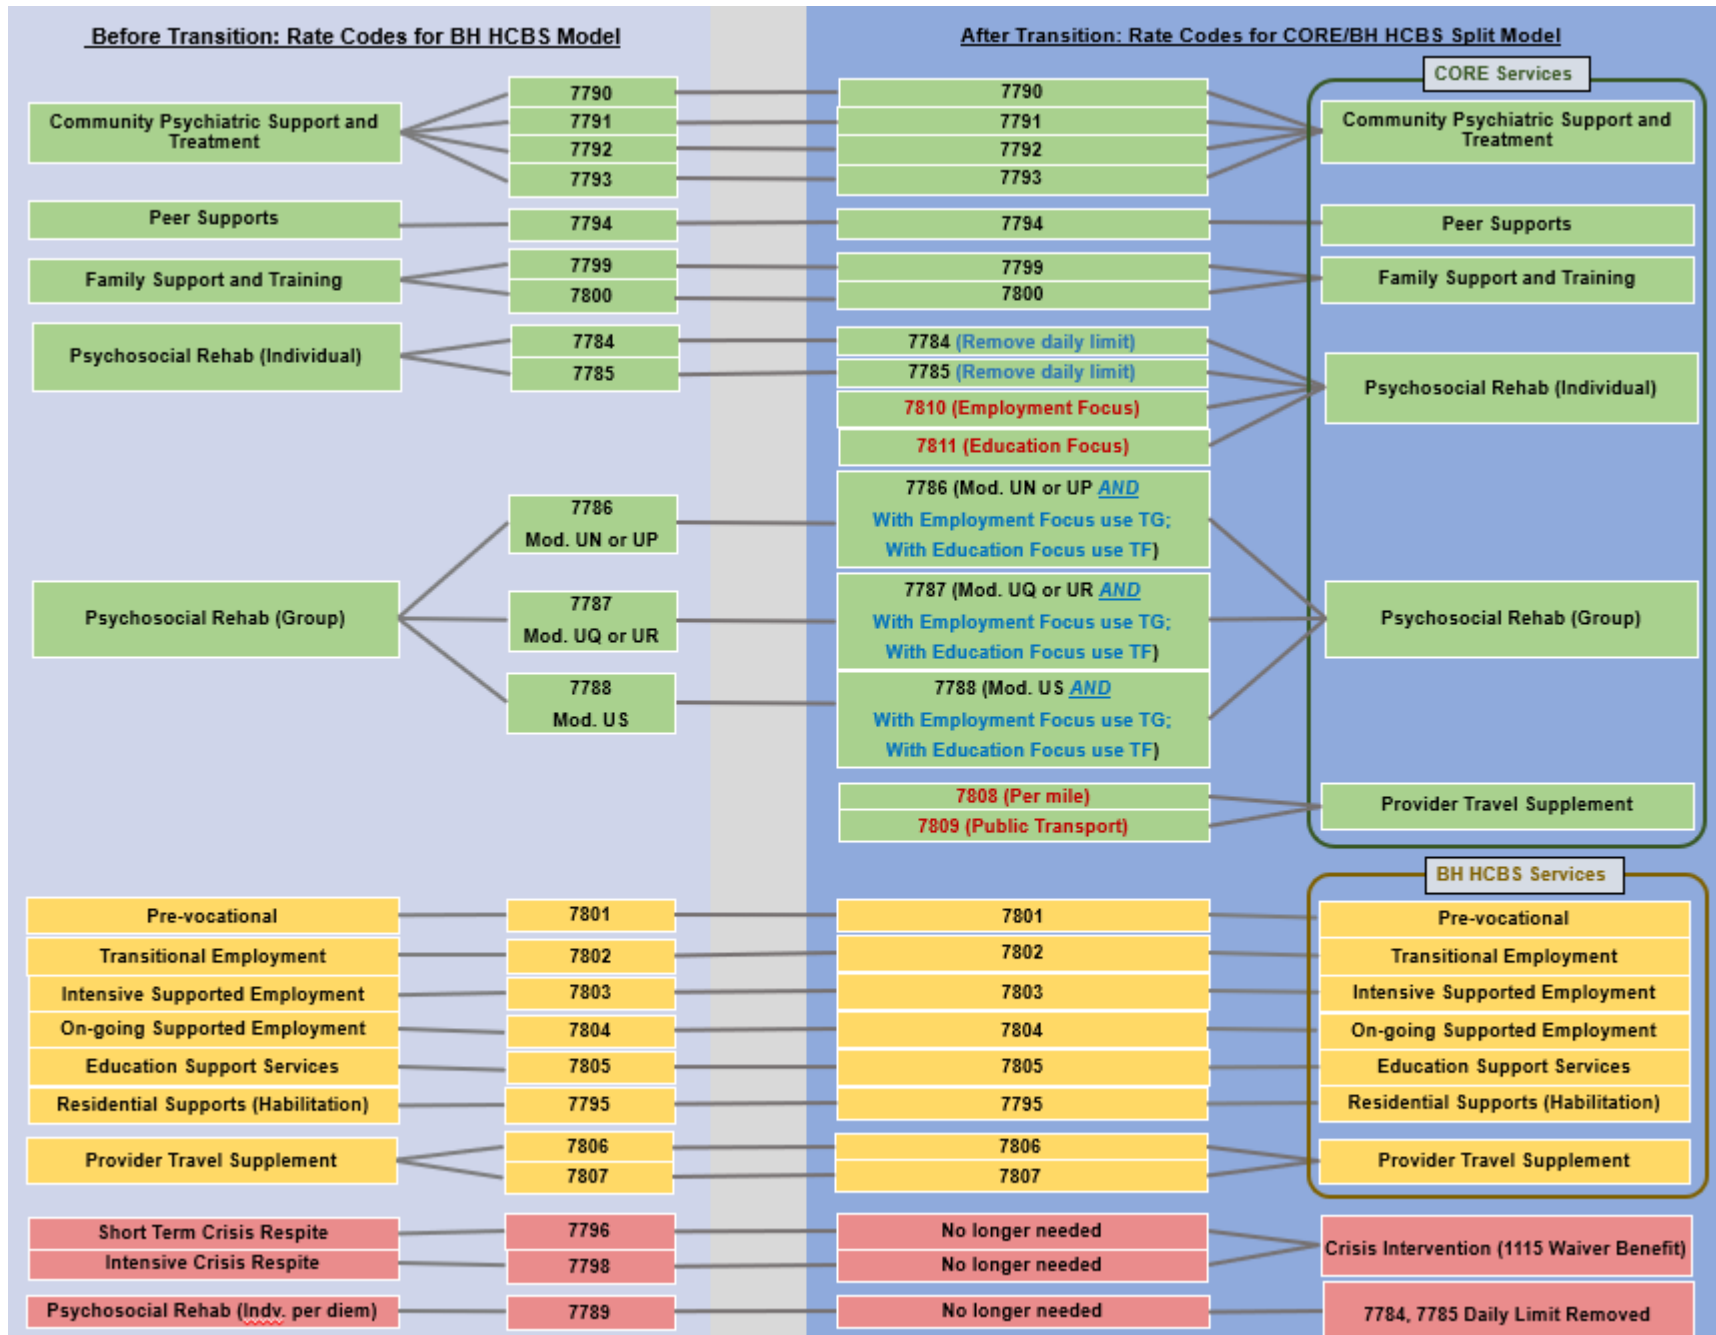 Before Transition: Rate Codes for BH HCBS Model
After Transition: Rate Codes for CORE/BH HCBS Split Model
CORE Services
Community Psychiatric Support and
Treatment
7790
7791
7792
7793
7790
7791
7792
7793
Community Psychiatric Support and
Treatment
Peer Supports
7794
7794
Peer Supports
Family Support and Training
7799
7800
7799
7800
Family Support and Training
Psychosocial Rehab (Individual)
7784
7785
7784 (Remove daily limit)
7785 (Remove daily limit)
7810 (Employment Focus)
7811 (Education Focus)
Psychosocial Rehab (Individual)
Psychosocial Rehab (Group)
7786
Mod. UN or UP
7787
Mod. UQ or UR
7788
Mod. US
7786 (Mod. UN or UP AND
With Employment Focus use TG;
With Education Focus use TF)
7787 (Mod. UQ or UR AND
With Employment Focus use TG;
With Education Focus use TF)
7788 (Mod. US AND
With Employment Focus use TG;
With Education Focus use TF)
Psychosocial Rehab (Group)
7808 (Per mile)
7809 (Public Transport)
Provider Travel Supplement
BH HCBS Services
Pre-vocational
7801
7801
Pre-vocational
Transitional Employment
7802
7802
Transitional Employment
Intensive Supported Employment
7803
7803
Intensive Supported Employment
On-going Supported Employment
7804
7804
On-going Supported Employment
Education Support Services
7805
7805
Education Support Services
Residential Supports (Habilitation)
7795
7795
Residential Supports (Habilitation)
Provider Travel Supplement
7806
7807
7806
7807
Provider Travel Supplement
Short Term Crisis Respite
7796
No longer needed
Intensive Crisis Respite
7798
No longer needed
Crisis Intervention (1115 Waiver Benefit)
Psychosocial Rehab (Indv. per diem)
7789
No longer needed
7784, 7785 Daily Limit Removed